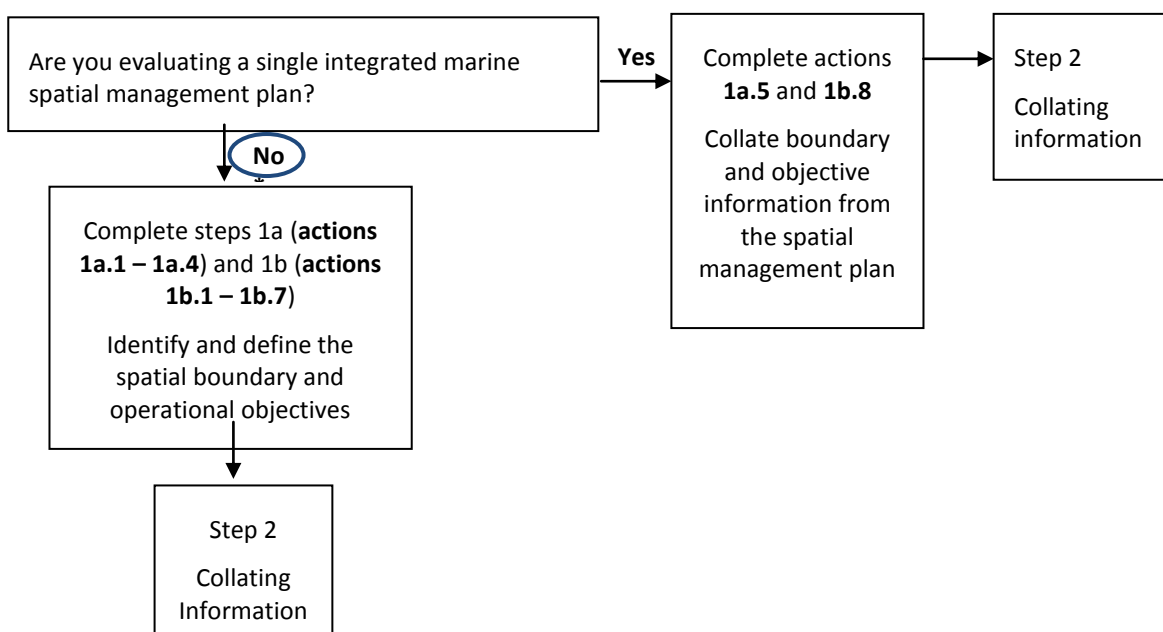 Are you evaluating a single integrated marine
spatial management plan?
Yes
Complete actions
1a.5 and 1b.8
Collate boundary
and objective
information from
the spatial
management plan
Step 2
Collating
information
No
Complete steps 1a (actions
1a.1 – 1a.4) and 1b (actions
1b.1 – 1b.7)
Identify and define the
spatial boundary and
operational objectives
Step 2
Collating
Information